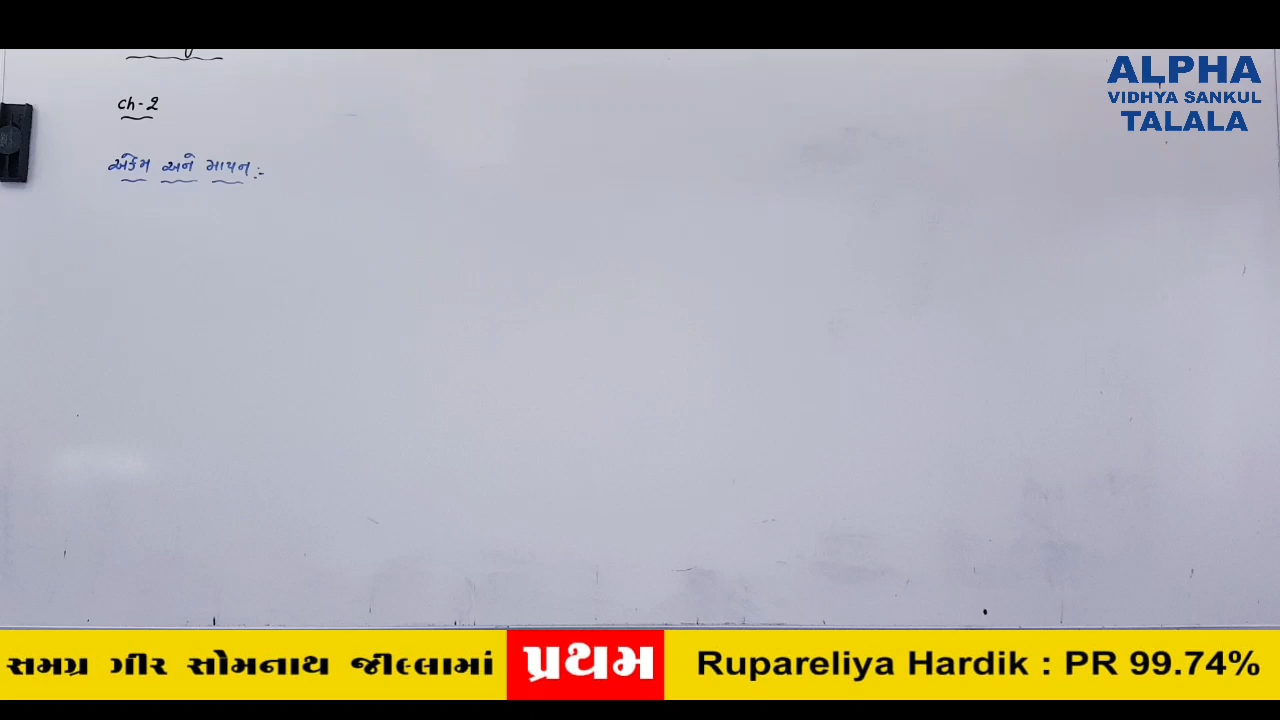 ALPHA
VIDHYA SANKUL
TALALA
ch-2
એકમ અને માપન:-
સમગ્ર ગીર સોમનાથ જીલ્લામાં પ્રથમ Rupareliya Hardik : PR 99.74%